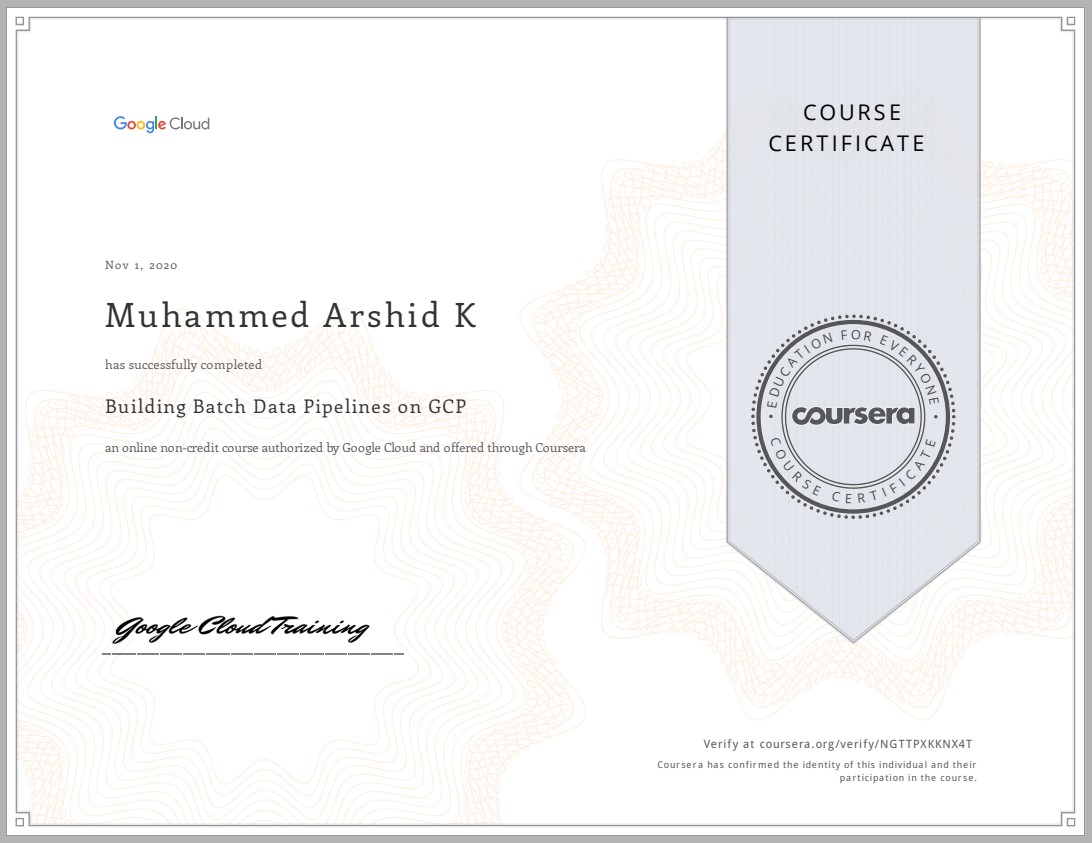 Google Cloud
COURSE
CERTIFICATE
Nov 1, 2020
Muhammed Arshid K
has successfully completed
Building Batch Data Pipelines on GCP
an online non-credit course authorized by Google Cloud and offered through Coursera
EDUCATION FOR EVERYONE
coursera
COURSE CERTIFICATE
Google Cloud Training
Verify at coursera.org/verify/NGTTPXKKNX4T
Coursera has confirmed the identity of this individual and their
participation in the course.